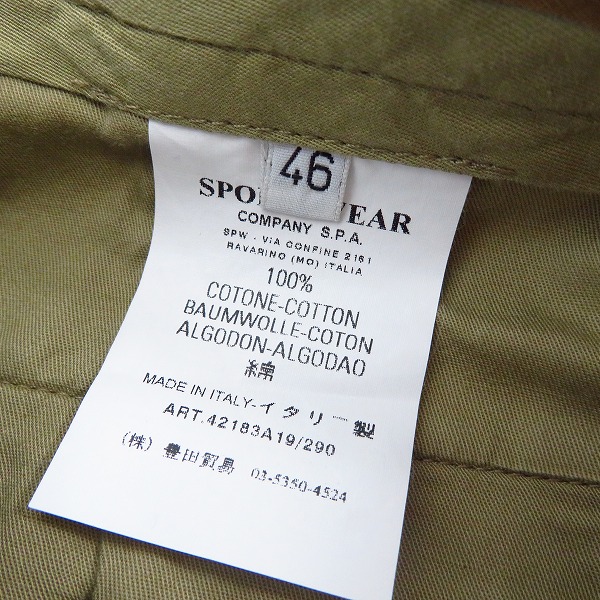 46
SPO WEAR
COMPANY S.P.A.
SPW - VIA CONFINE 2161
RAVARINO (MO) ITALIA
100%
COTONE-COTTON
BAUMWOLLE-COTON
ALGODON-ALGODAO
綿
MADE IN ITALY-イタリー製
ART.42183A19/290
(株) 豊田貿易 03-5350-4524